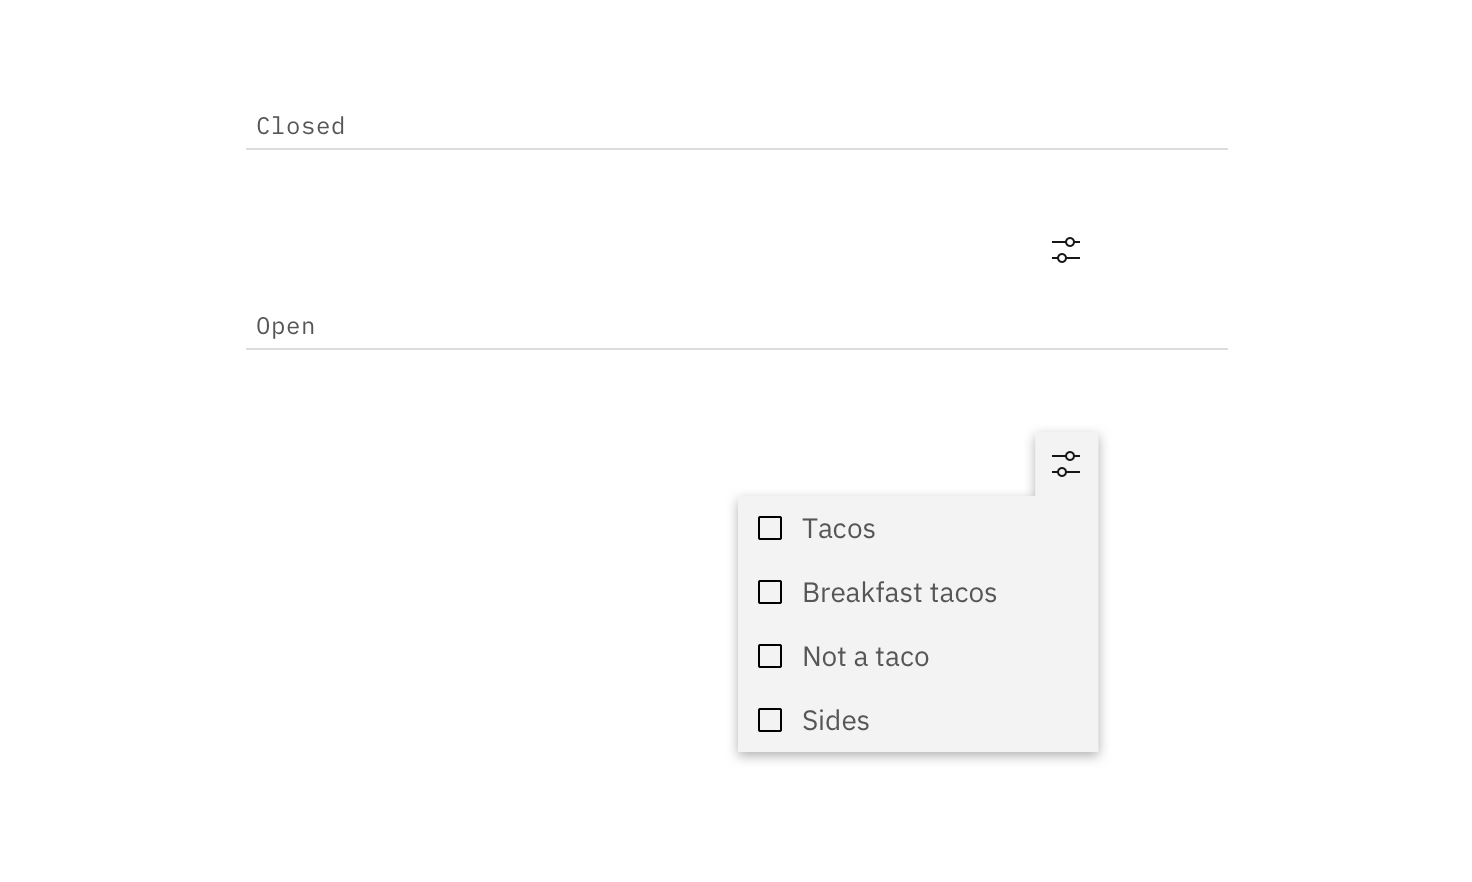 Closed
Open
Tacos
Breakfast tacos
Not a taco
Sides